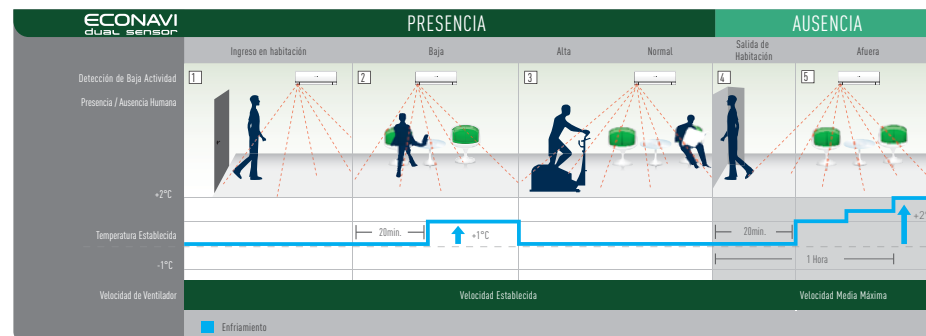 ECONAVI
dual sensor
PRESENCIA
AUSENCIA
Ingreso en habitación
Baja
Alta
Normal
Salida de
Habitación
Afuera
Detección de Baja Actividad
Presencia / Ausencia Humana
1
2
3
4
5
+2°C
Temperatura Establecida
-1°C
20min.
+1°C
20min.
+2°
1 Hora
Velocidad de Ventilador
Velocidad Establecida
Velocidad Media Máxima
Enfriamiento